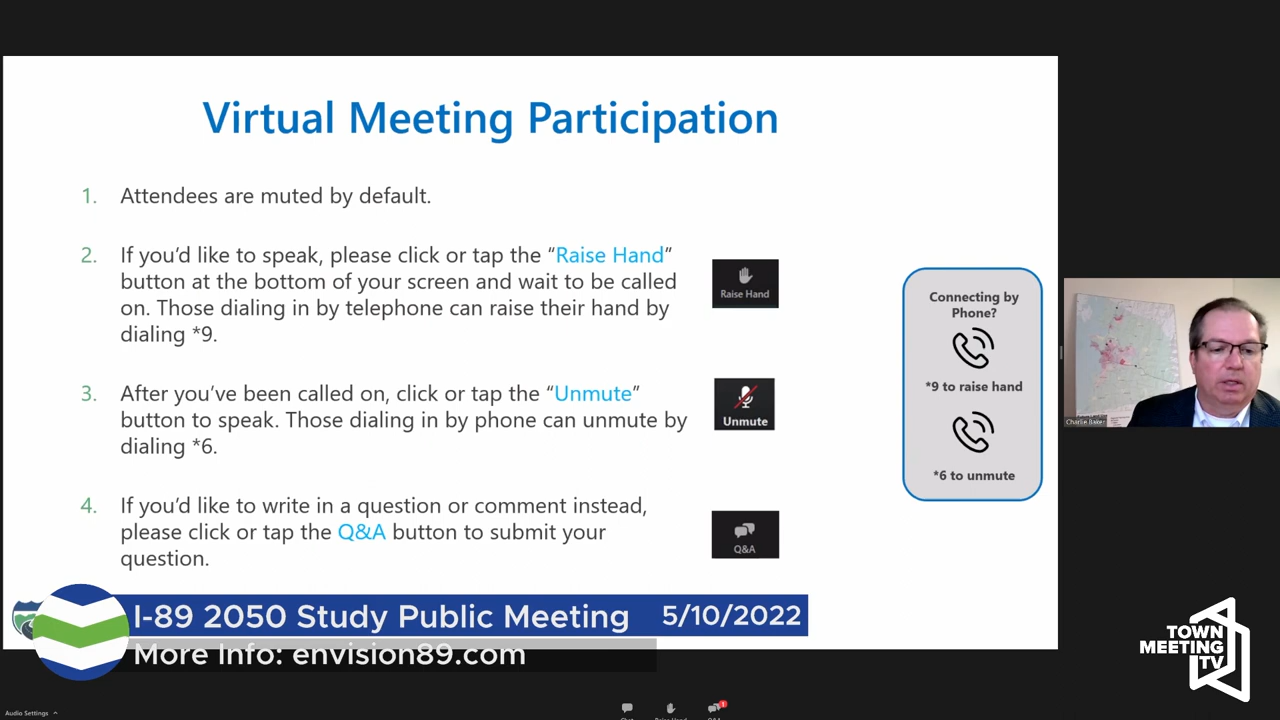 Virtual Meeting Participation
1. Attendees are muted by default.
2. If you’d like to speak, please click or tap the “Raise Hand”
button at the bottom of your screen and wait to be called
on. Those dialing in by telephone can raise their hand by
dialing *9.
Raise Hand
3. After you’ve been called on, click or tap the “Unmute”
button to speak. Those dialing in by phone can unmute by
dialing *6.
Unmute
4. If you’d like to write in a question or comment instead,
please click or tap the Q&A button to submit your
question.
Q&A
Connecting by
Phone?
*9 to raise hand
*6 to unmute
Charlie Baker
I-89 2050 Study Public Meeting 5/10/2022
More Info: envision89.com
TOWN
MEETING
TV
Audio Settings